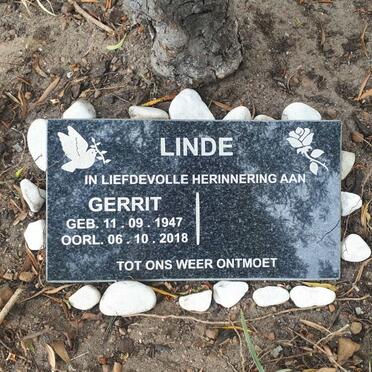 LINDE
IN LIEFDEVOLLE HERINNERING AAN
GERRIT
GEB. 11 . 09 . 1947
OORL. 06 . 10 . 2018
TOT ONS WEER ONTMOET